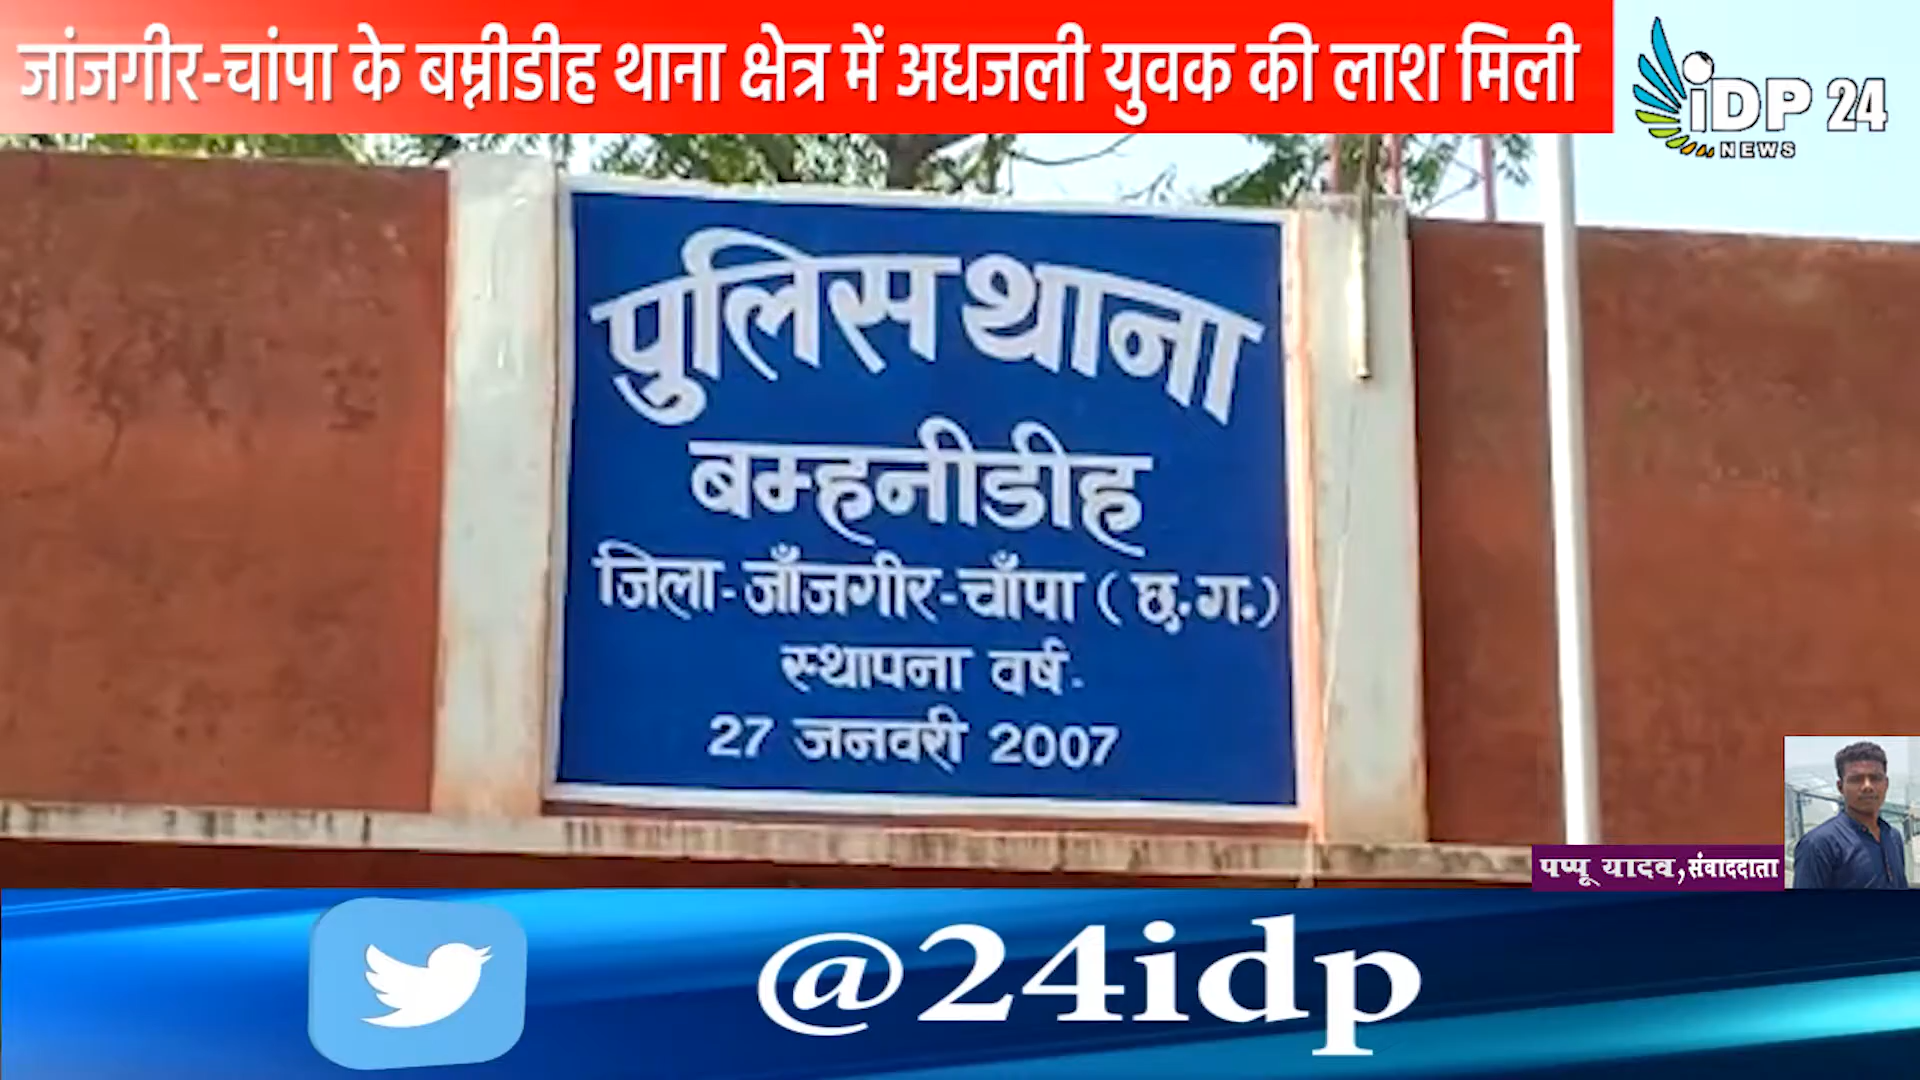 जांजगीर-चांपा के बम्नीडीह थाना क्षेत्र में अधजली युवक की लाश मिली
iDP 24
NEWS
पुलिस थाना
बम्हनीडीह
जिला-जाँजगीर-चाँपा (छ.ग.)
स्थापना वर्ष-
27 जनवरी 2007
पप्पू यादव,संवाददाता
@24idp